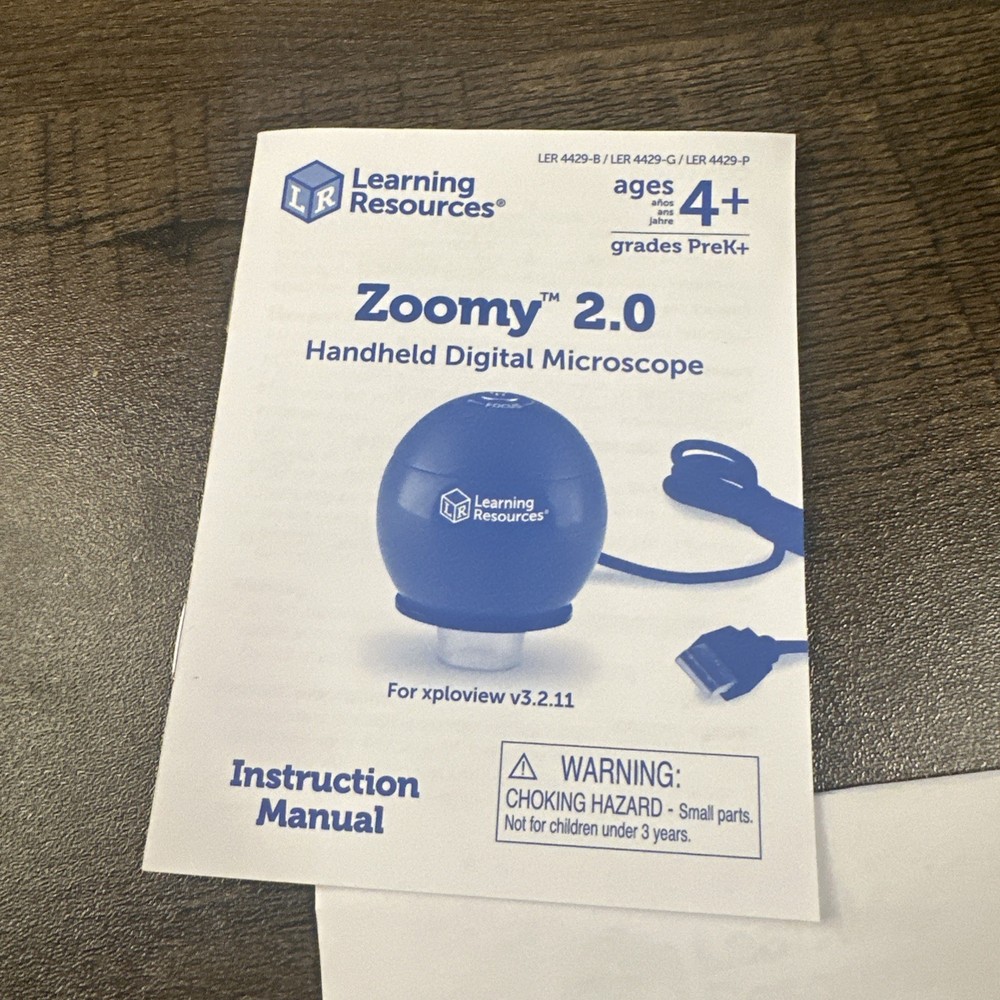 LER 4429-B / LER 4429-G / LER 4429-P
LR
Learning
Resources®
ages 4+
años
ans
jahre
grades PreK+
Zoomy™ 2.0
Handheld Digital Microscope
FOCUS
LR
Learning
Resources®
For xploview v3.2.11
Instruction
Manual
WARNING:
CHOKING HAZARD - Small parts.
Not for children under 3 years.